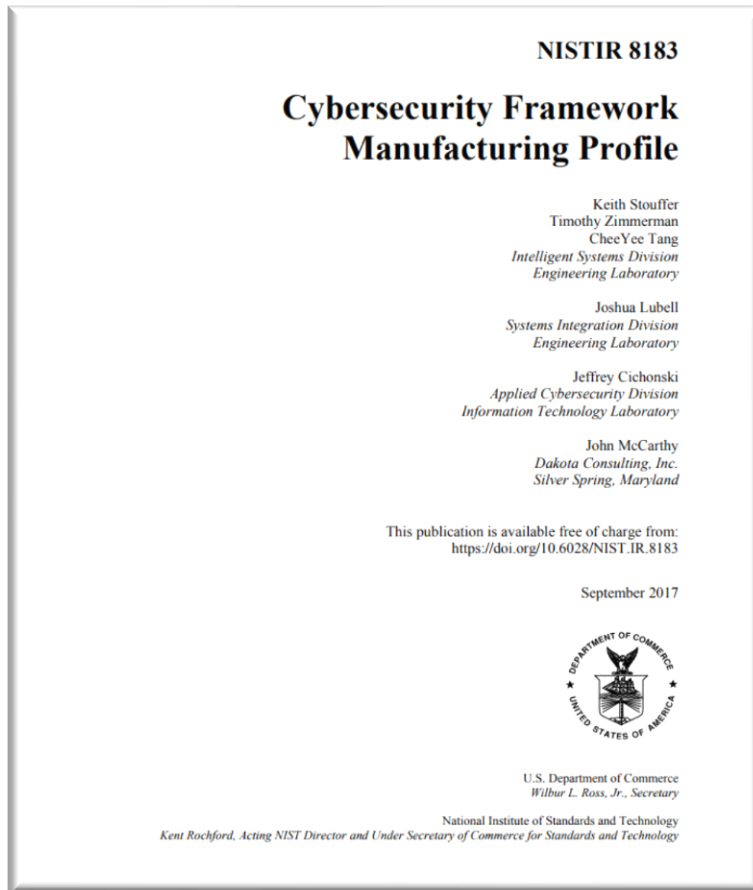 NISTIR 8183
Cybersecurity Framework
Manufacturing Profile
Keith Stouffer
Timothy Zimmerman
CheeYee Tang
Intelligent Systems Division
Engineering Laboratory
Joshua Lubell
Systems Integration Division
Engineering Laboratory
Jeffrey Cichonski
Applied Cybersecurity Division
Information Technology Laboratory
John McCarthy
Dakota Consulting, Inc.
Silver Spring, Maryland
This publication is available free of charge from:
https://doi.org/10.6028/NIST.IR.8183
September 2017
DEPARTMENT OF COMMERCE
UNITED STATES OF AMERICA
U.S. Department of Commerce
Wilbur L. Ross, Jr., Secretary
National Institute of Standards and Technology
Kent Rochford, Acting NIST Director and Under Secretary of Commerce for Standards and Technology